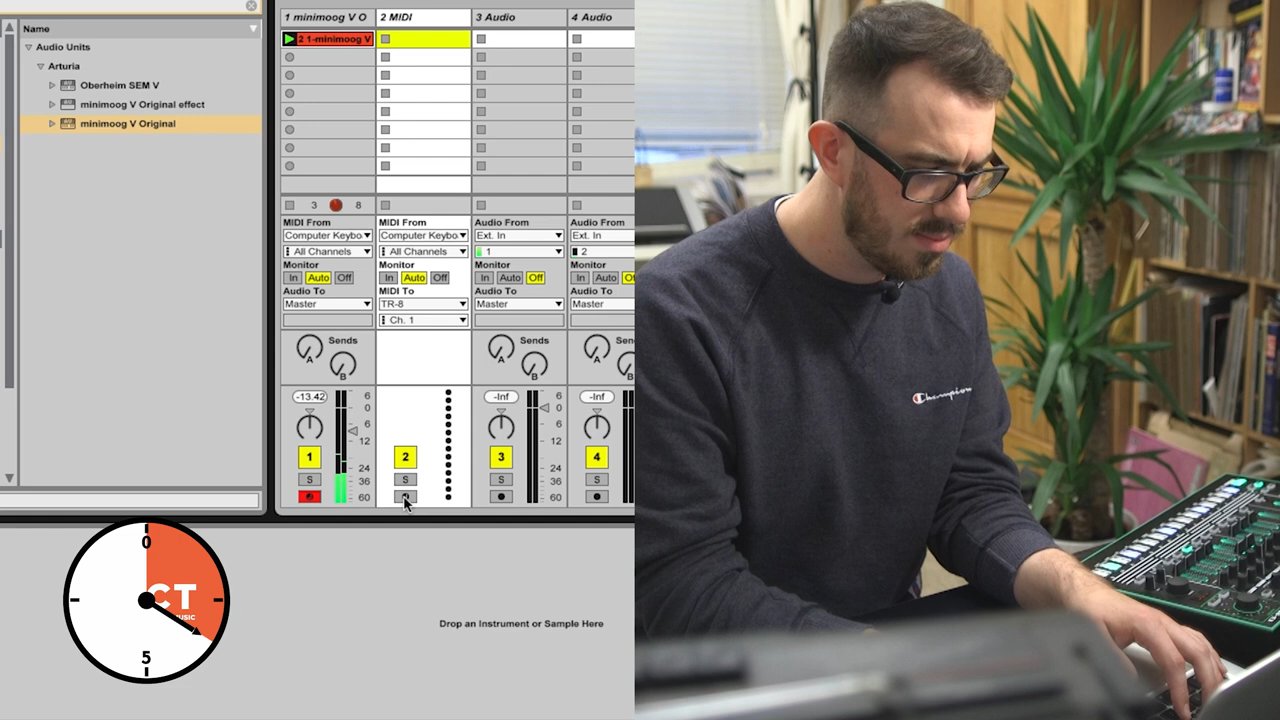 Name
Audio Units
Arturia
Oberheim SEM V
minimoog V Original effect
minimoog V Original
1 minimoog V O
2 MIDI
3 Audio
4 Audio
2 1-minimoog V
3
8
MIDI From
MIDI From
Audio From
Audio From
Computer Keybo
Computer Keybo
Ext. In
Ext. In
All Channels
All Channels
1
2
Monitor
Monitor
Monitor
Monitor
In Auto Off
In Auto Off
In Auto Off
In Auto
Audio To
MIDI To
Audio To
Audio To
Master
TR-8
Master
Master
Ch. 1
Sends
Sends
A
B
A
B
A
B
-13.42
-Inf
-Inf
6
0
6
12
24
36
60
6
0
6
12
24
36
60
1
2
3
4
S
S
S
S
Drop an Instrument or Sample Here
0
CT
MUSIC
5
Champion